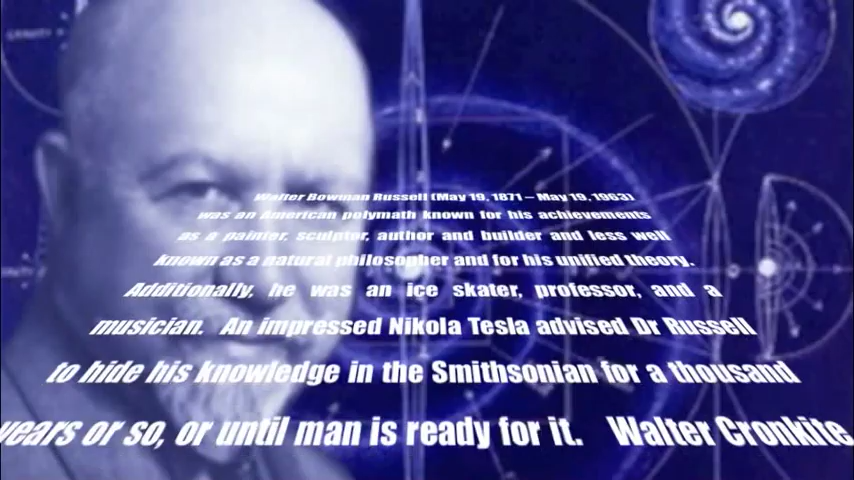 GRAVITY
Walter Bowman Russell (May 19, 1871 – May 19, 1963)
was an American polymath known for his achievements
as a painter, sculptor, author and builder and less well
known as a natural philosopher and for his unified theory.
Additionally, he was an ice skater, professor, and a
musician. An impressed Nikola Tesla advised Dr Russell
to hide his knowledge in the Smithsonian for a thousand
years or so, or until man is ready for it. Walter Cronkite,